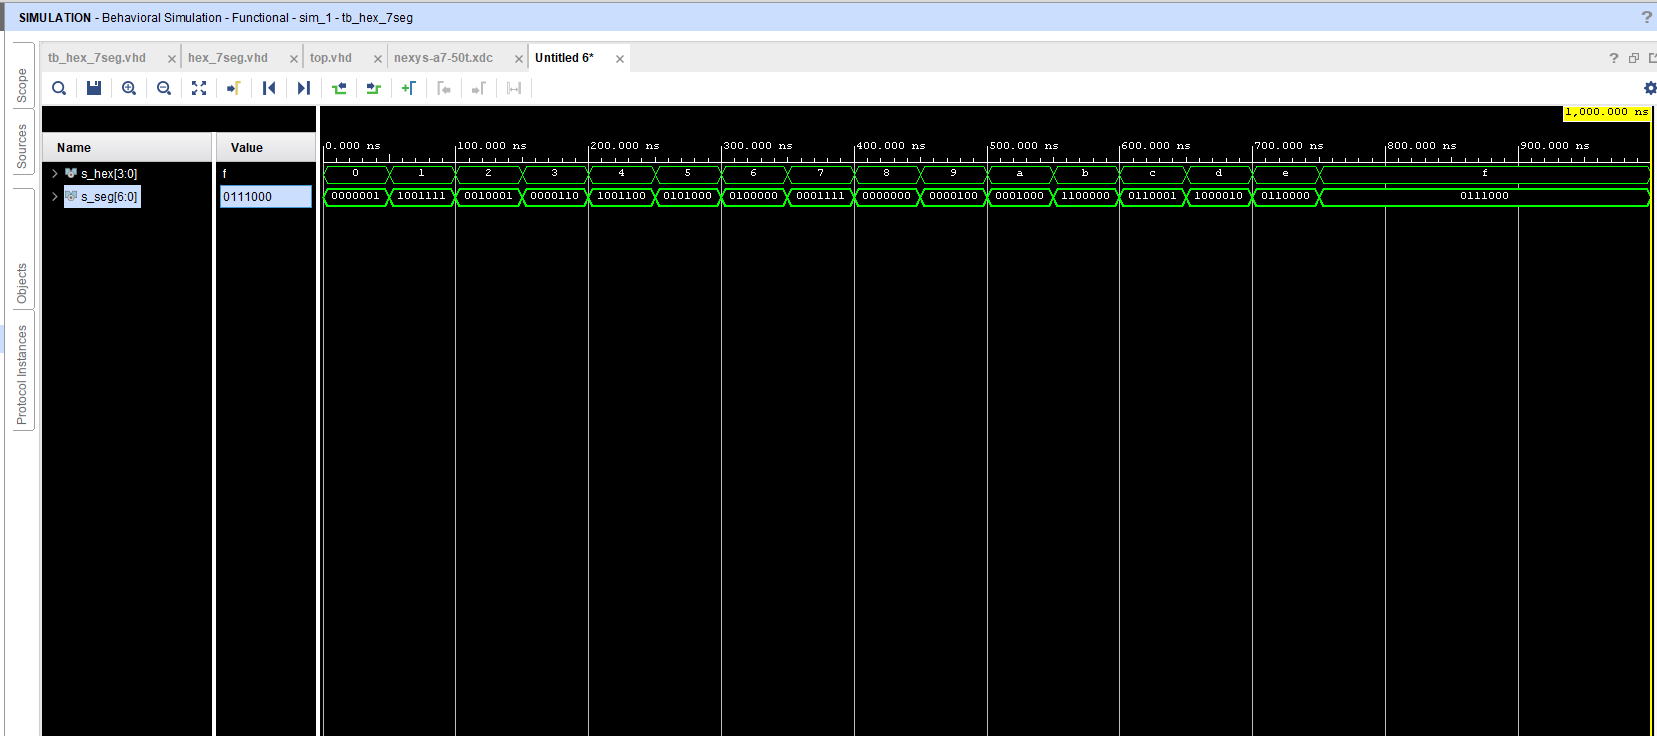 SIMULATION - Behavioral Simulation - Functional - sim_1 - tb_hex_7seg ?
tb_hex_7seg.vhd × hex_7seg.vhd × top.vhd × nexys-a7-50t.xdc × Untitled 6* × ?
Scope
Sources
Objects
Protocol Instances
1,000.000 ns
Name Value
0.000 ns 100.000 ns 200.000 ns 300.000 ns 400.000 ns 500.000 ns 600.000 ns 700.000 ns 800.000 ns 900.000 ns
s_hex[3:0] f 0 1 2 3 4 5 6 7 8 9 a b c d e f
s_seg[6:0] 0111000 0000001 1001111 0010001 0000110 1001100 0101000 0100000 0001111 0000000 0000100 0001000 1100000 0110001 1000010 0110000 0111000